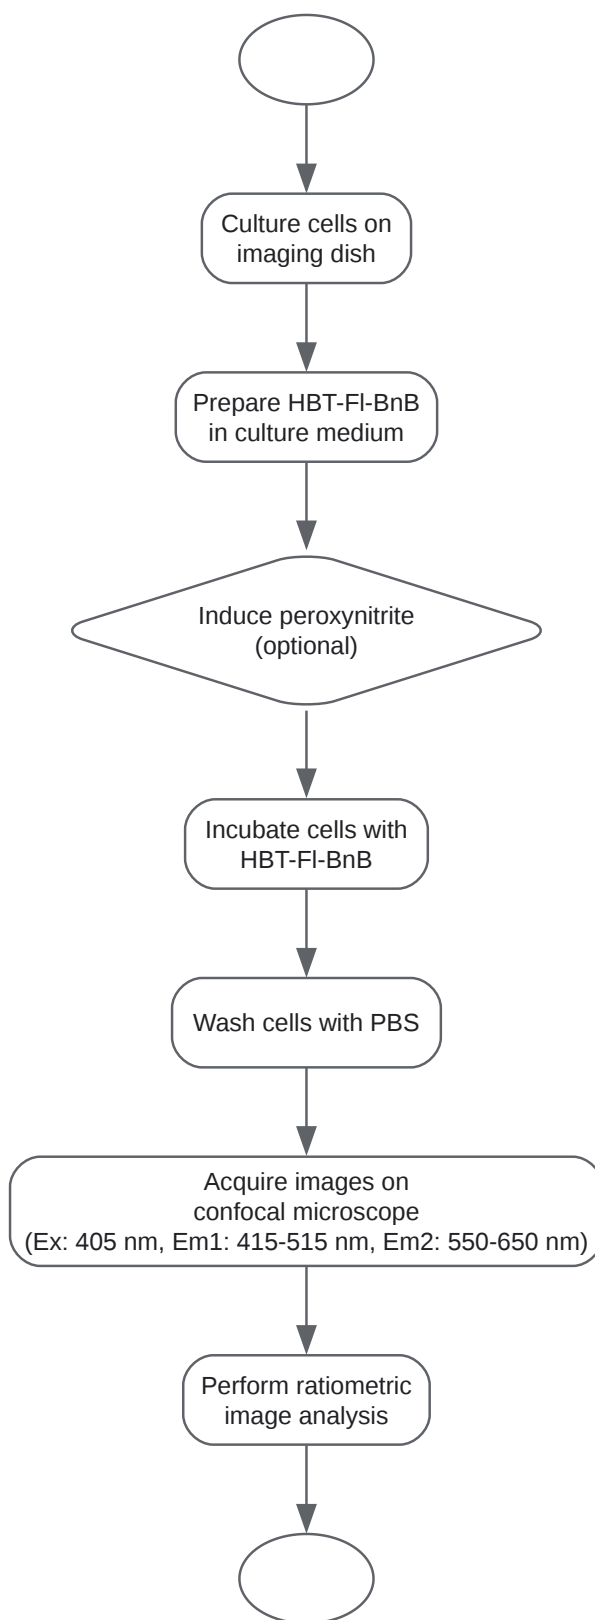 Culture cells on
imaging dish
Prepare HBT-Fl-BnB
in culture medium
Induce peroxynitrite
(optional)
Incubate cells with
HBT-Fl-BnB
Wash cells with PBS
Acquire images on
confocal microscope
(Ex: 405 nm, Em1: 415-515 nm, Em2: 550-650 nm)
Perform ratiometric
image analysis